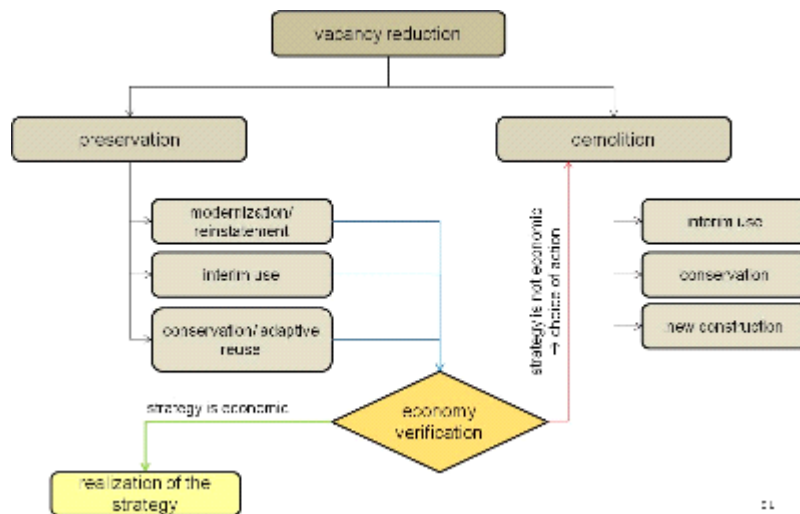 vacancy reduction
preservation
demolition
modernization/
reinstatement
interim use
conservation/ adaptive
reuse
strategy is not economic
→ choice of action
interim use
conservation
new construction
strategy is economic
economy
verification
realization of the
strategy